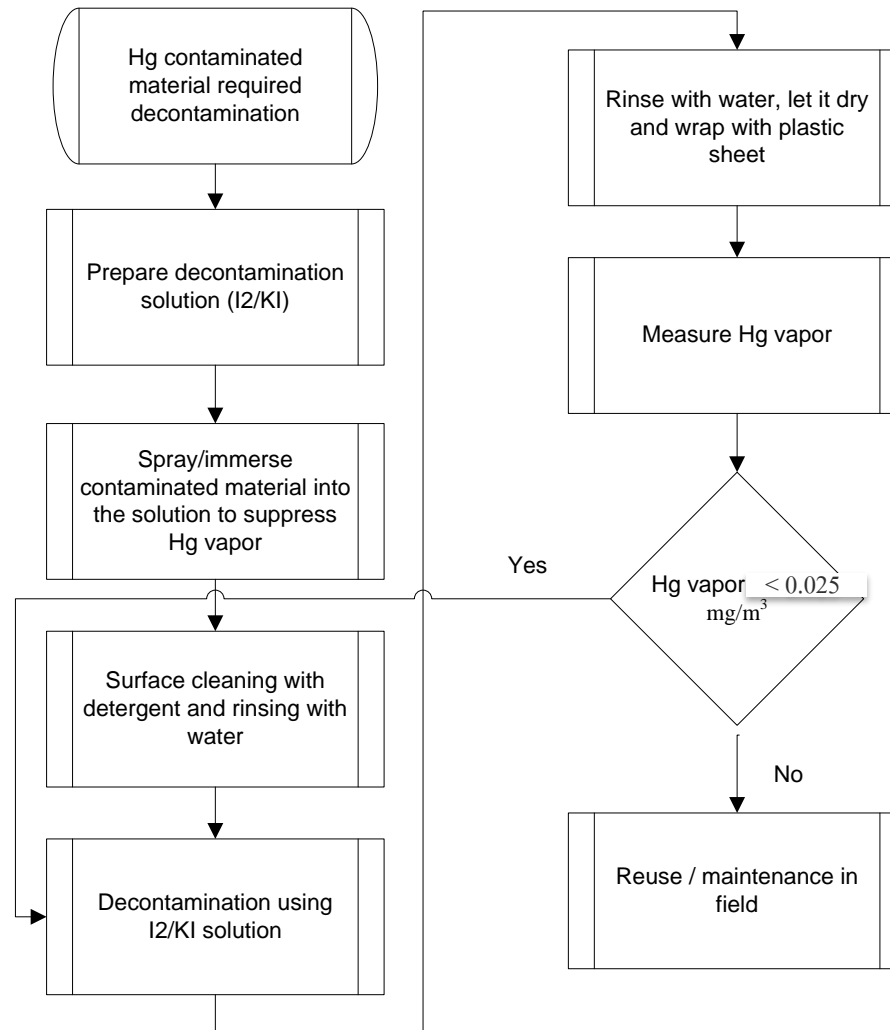 Hg contaminated
material required
decontamination
Prepare decontamination
solution (I2/KI)
Spray/immerse
contaminated material into
the solution to suppress
Hg vapor
Surface cleaning with
detergent and rinsing with
water
Decontamination using
I2/KI solution
Rinse with water, let it dry
and wrap with plastic
sheet
Measure Hg vapor
Yes
Hg vapor < 0.025
mg/m³
No
Reuse / maintenance in
field